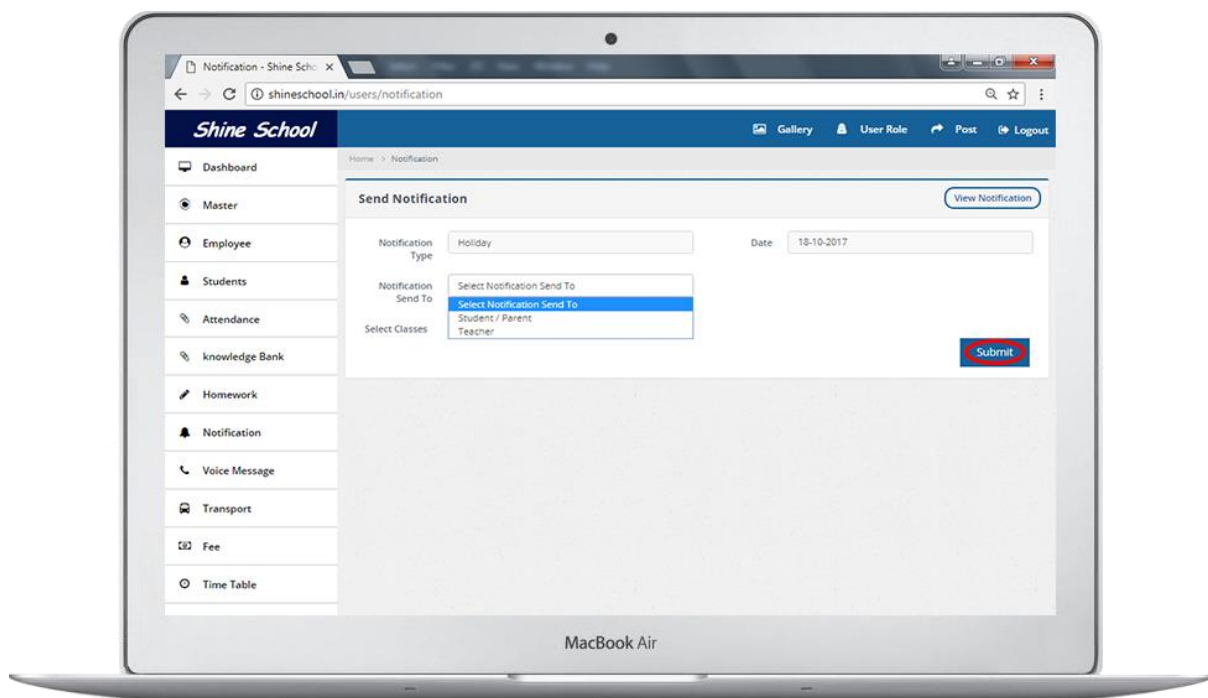 Notification - Shine Scho
shineschool.in/users/notification
Shine School
Gallery User Role Post Logout
Dashboard
Master
Employee
Students
Attendance
knowledge Bank
Homework
Notification
Voice Message
Transport
Fee
Time Table
Home > Notification
Send Notification
View Notification
Notification Type
Holiday
Date
18-10-2017
Notification Send To
Select Notification Send To
Select Notification Send To
Student / Parent
Teacher
Select Classes
Submit
MacBook Air